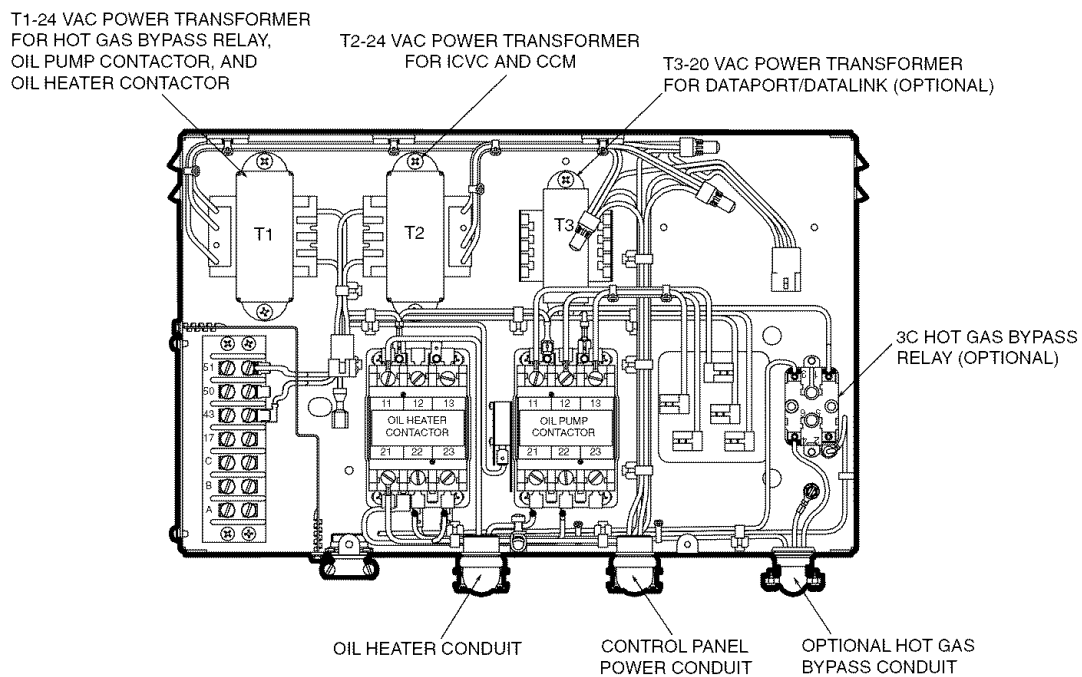 T1-24 VAC POWER TRANSFORMER
FOR HOT GAS BYPASS RELAY,
OIL PUMP CONTACTOR, AND
OIL HEATER CONTACTOR
T2-24 VAC POWER TRANSFORMER
FOR ICVC AND CCM
T3-20 VAC POWER TRANSFORMER
FOR DATAPORT/DATALINK (OPTIONAL)
T1
T2
T3
3C HOT GAS BYPASS
RELAY (OPTIONAL)
51
50
43
17
C
B
A
11 12 13
OIL HEATER
CONTACTOR
21 22 23
11 12 13
OIL PUMP
CONTACTOR
21 22 23
OIL HEATER CONDUIT
CONTROL PANEL
POWER CONDUIT
OPTIONAL HOT GAS
BYPASS CONDUIT